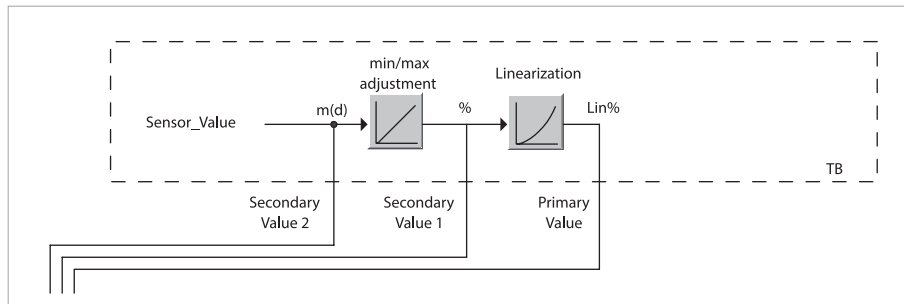 min/max
adjustment
Linearization
Sensor_Value
m(d)
%
Lin%
TB
Secondary
Value 2
Secondary
Value 1
Primary
Value